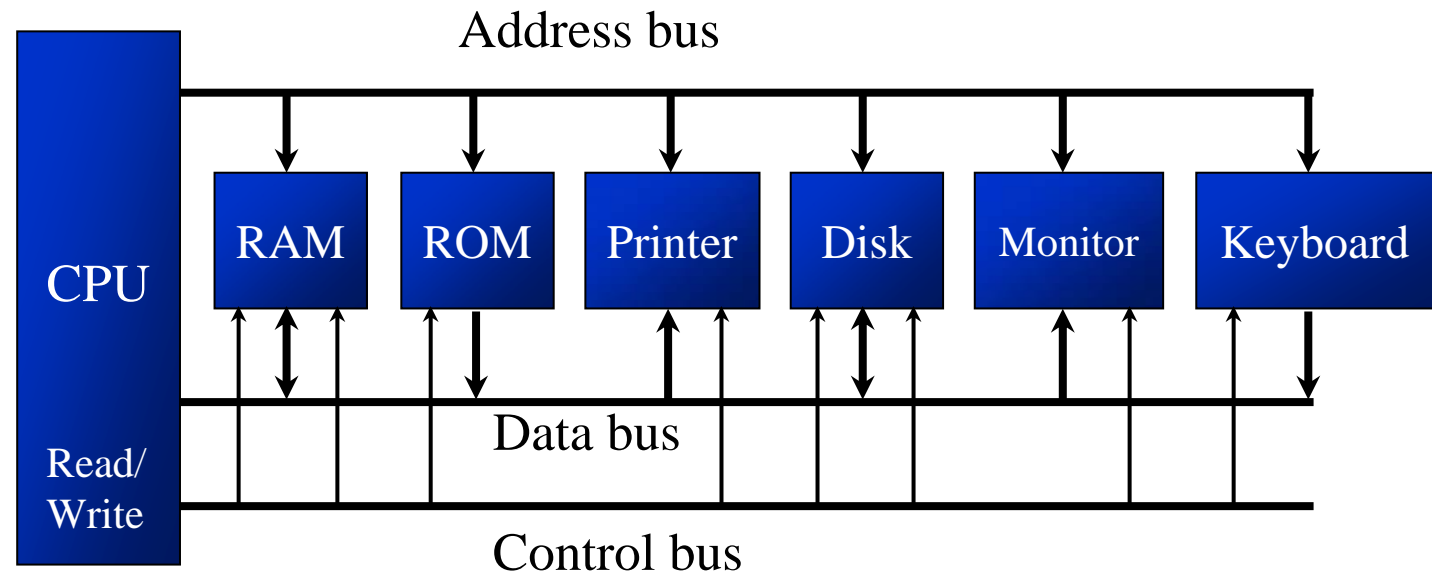 Address bus
CPU
RAM
ROM
Printer
Disk
Monitor
Keyboard
Data bus
Read/
Write
Control bus